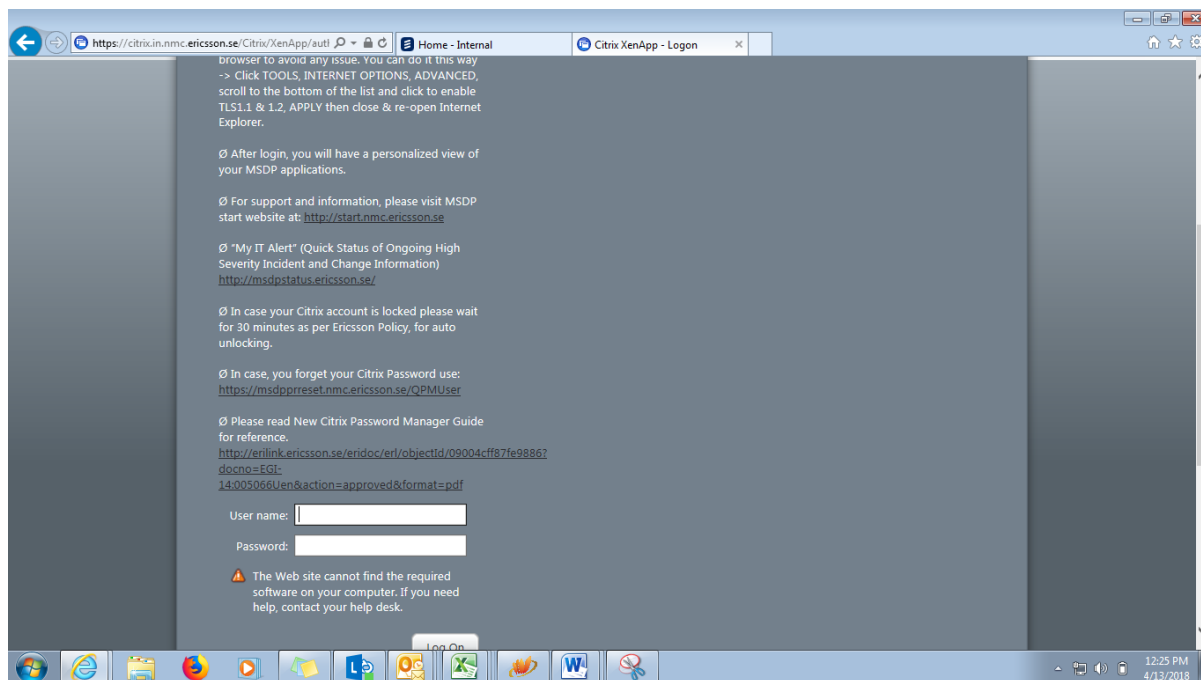 https://citrix.in.nmc.ericsson.se/Citrix/XenApp/autl
Home - Internal
Citrix XenApp - Logon
browser to avoid any issue. You can do it this way
-> Click TOOLS, INTERNET OPTIONS, ADVANCED,
scroll to the bottom of the list and click to enable
TLS1.1 & 1.2, APPLY then close & re-open Internet
Explorer.
Ø After login, you will have a personalized view of
your MSDP applications.
Ø For support and information, please visit MSDP
start website at: http://start.nmc.ericsson.se
Ø "My IT Alert" (Quick Status of Ongoing High
Severity Incident and Change Information)
http://msdpstatus.ericsson.se/
Ø In case your Citrix account is locked please wait
for 30 minutes as per Ericsson Policy, for auto
unlocking.
Ø In case, you forget your Citrix Password use:
https://msdpprreset.nmc.ericsson.se/QPMUser
Ø Please read New Citrix Password Manager Guide
for reference.
http://erilink.ericsson.se/eridoc/erl/objectId/09004cff87fe9886?
docno=EGI-
14:005066Uen&action=approved&format=pdf
User name:
Password:
The Web site cannot find the required
software on your computer. If you need
help, contact your help desk.
Log On
12:25 PM
4/13/2018